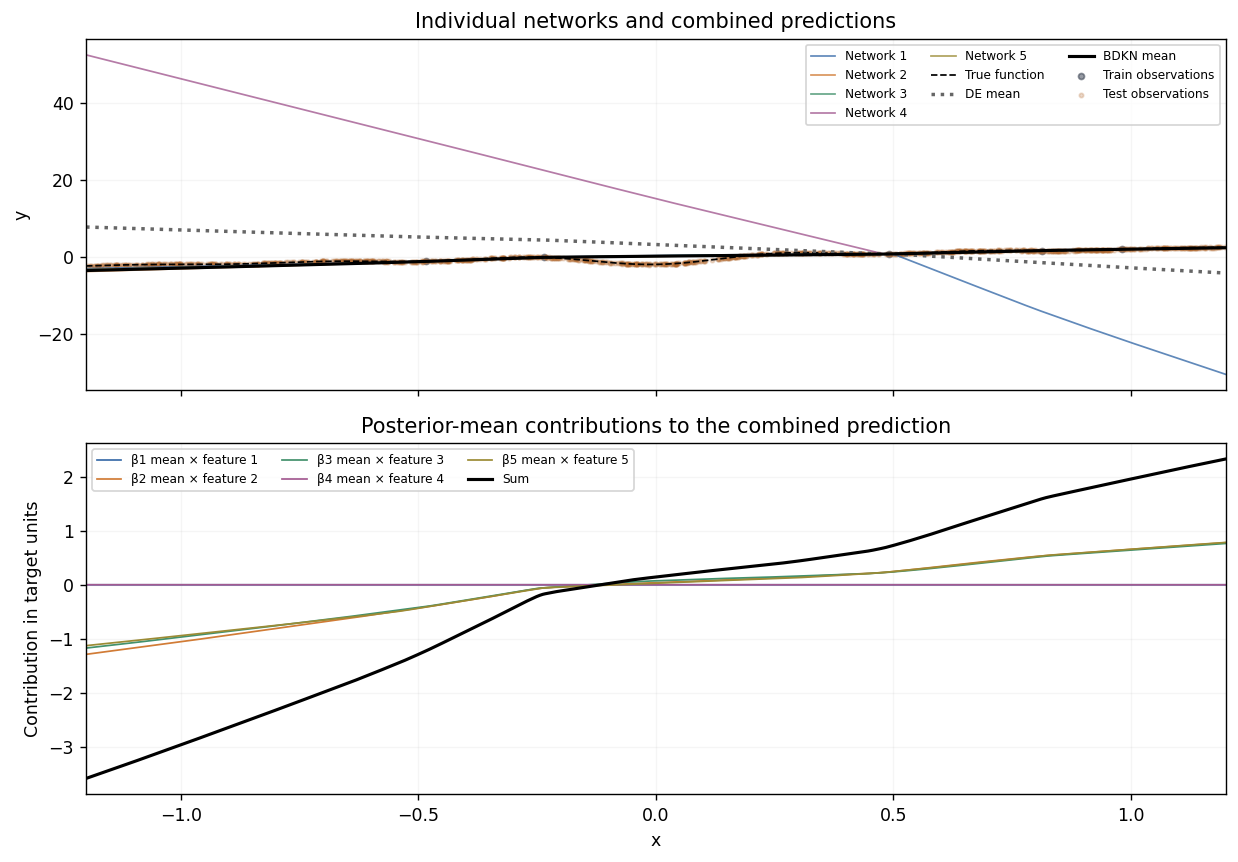 Individual networks and combined predictions
Network 1
Network 2
Network 3
Network 4
Network 5
True function
DE mean
BDKN mean
Train observations
Test observations
y
40
20
0
−20
Posterior-mean contributions to the combined prediction
β1 mean × feature 1
β2 mean × feature 2
β3 mean × feature 3
β4 mean × feature 4
β5 mean × feature 5
Sum
Contribution in target units
2
1
0
−1
−2
−3
−1.0
−0.5
0.0
0.5
1.0
x